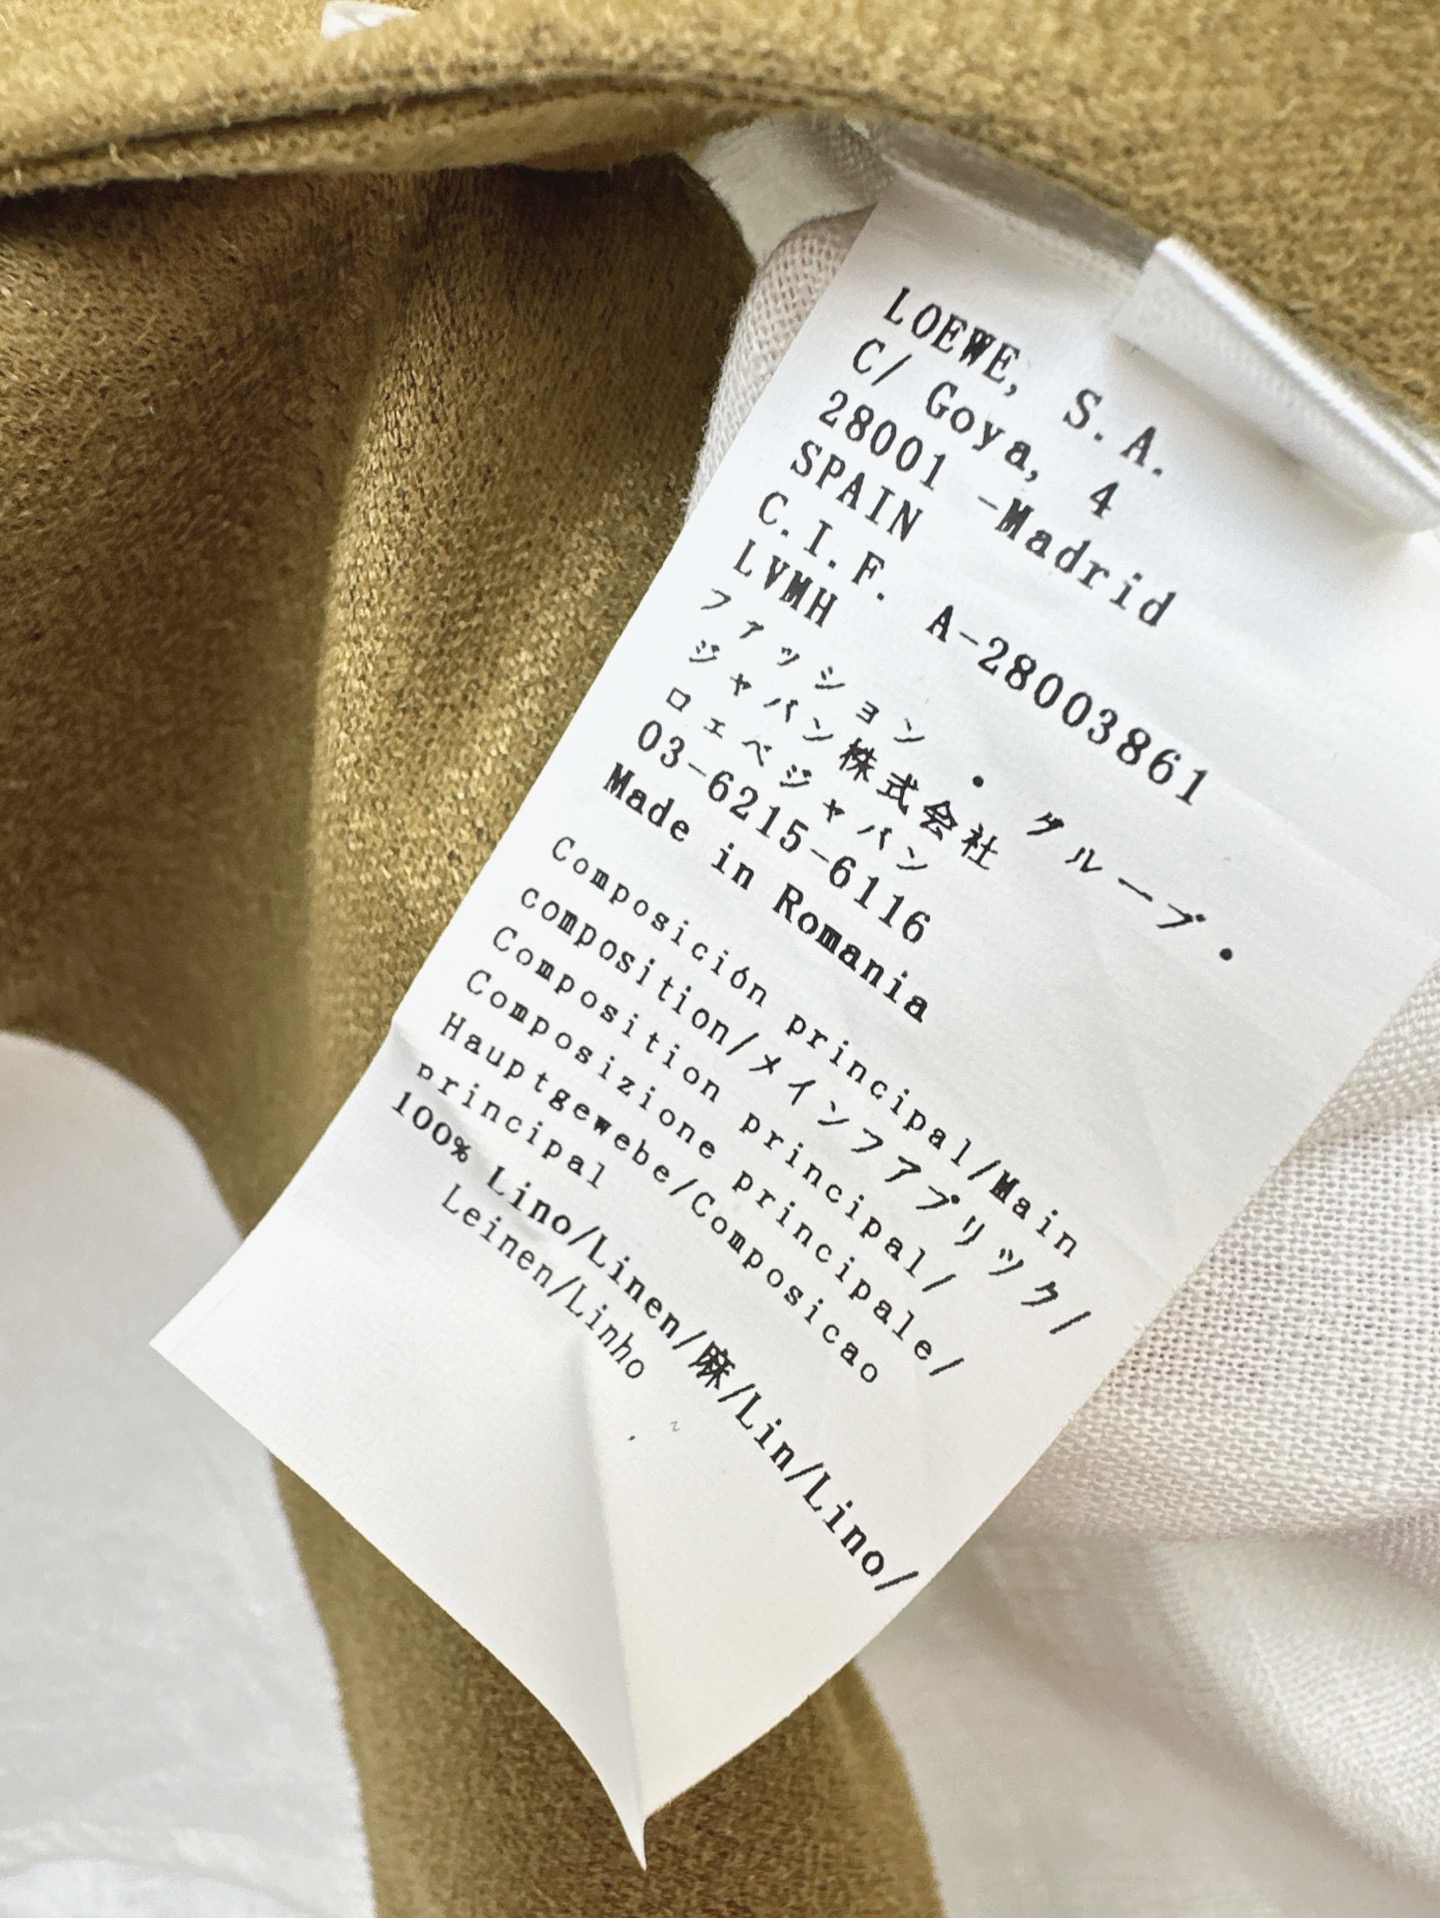 LOEWE, S.A.
C/ Goya, 4
28001 -Madrid
SPAIN
C.I.F. A-28003861
LVMH
ファッション・グループ・
ジャパン株式会社
ロエベジャパン
03-6215-6116
Made in Romania
Composición principal/Main
composition/メインファブリック/
Composition principal/
Composizione principale/
Hauptgewebe/Composicao
principal
100% Lino/Linen/麻/Lin/Lino/
Leinen/Linho